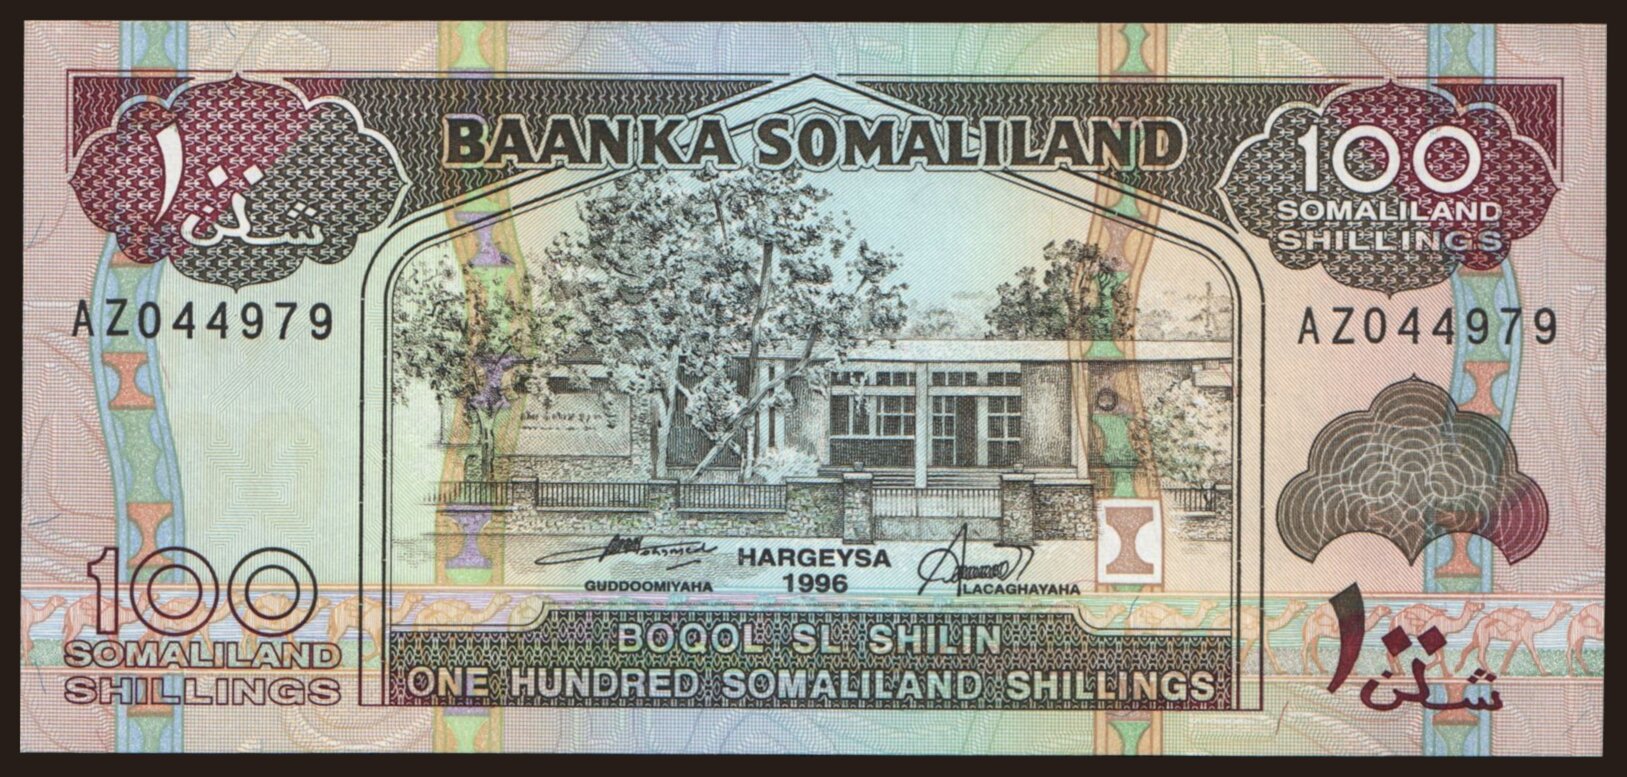 BAANKA SOMALILAND
١٠٠
شلن
100
SOMALILAND
SHILLINGS
AZ044979
AZ044979
HARGEYSA
1996
GUDDOOMIYAHA
LACAGHAYAHA
100
SOMALILAND
SHILLINGS
BOQOL SL SHILIN
ONE HUNDRED SOMALILAND SHILLINGS
١٠٠
شلن